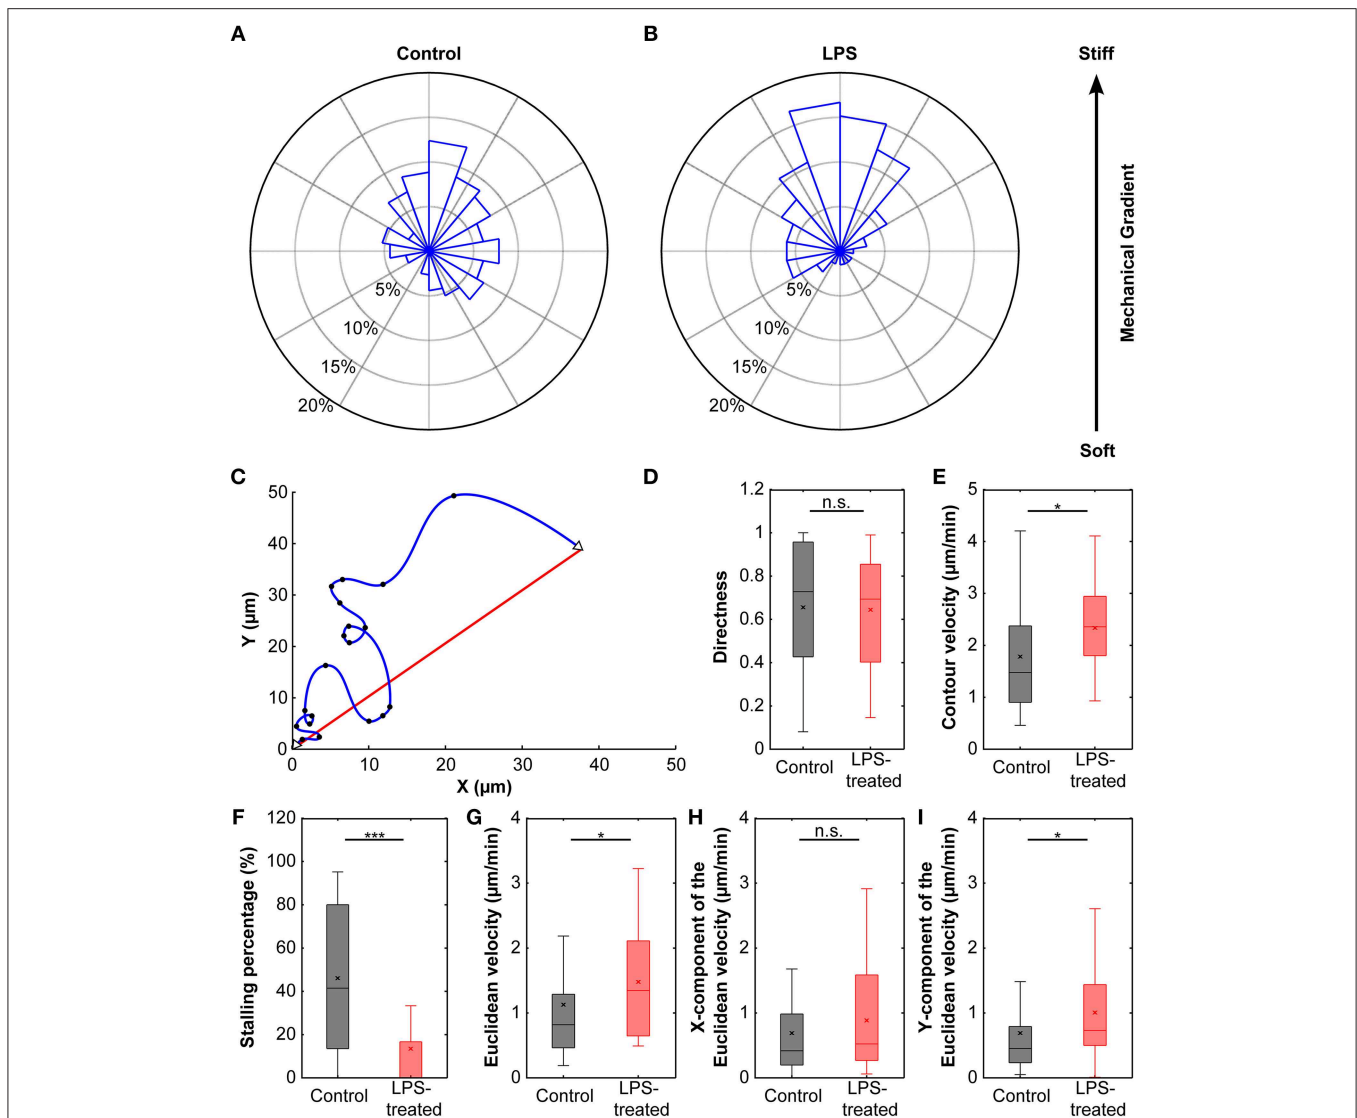 A
Control
5%
10%
15%
20%
B
LPS
5%
10%
15%
20%
Stiff
Mechanical Gradient
Soft
C
Y (µm)
50
40
30
20
10
0
0 10 20 30 40 50
X (µm)
D
Directness
1.2
1
0.8
0.6
0.4
0.2
0
n.s.
×
×
Control
LPS-
treated
E
Contour velocity (µm/min)
5
4
3
2
1
0
*
×
×
Control
LPS-
treated
F
Stalling percentage (%)
120
100
80
60
40
20
0
***
×
×
Control
LPS-
treated
G
Euclidean velocity (µm/min)
4
3
2
1
0
*
×
×
Control
LPS-
treated
H
X-component of the
Euclidean velocity (µm/min)
4
3
2
1
0
n.s.
×
×
Control
LPS-
treated
I
Y-component of the
Euclidean velocity (µm/min)
4
3
2
1
0
*
×
×
Control
LPS-
treated